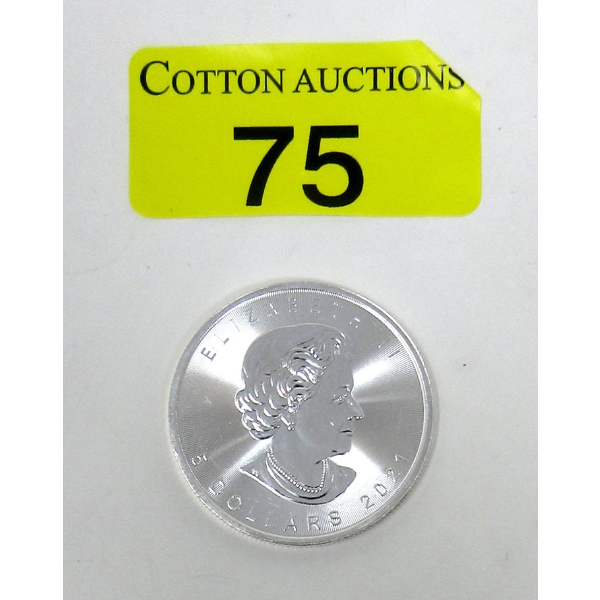 COTTON AUCTIONS
75
ELIZABETH II
5 DOLLARS 2021